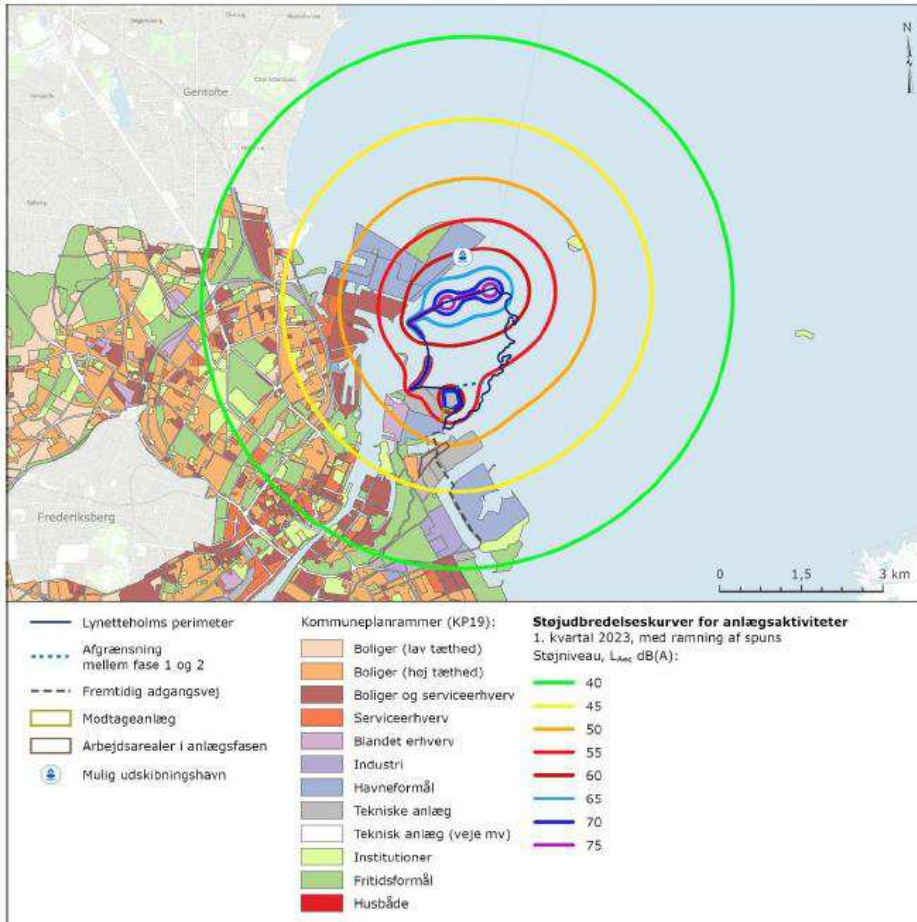 Gentofte
N
Frederiksberg
0 1,5 3 km
Lynetteholms perimeter
Afgrænsning
mellem fase 1 og 2
Fremtidig adgangsvej
Modtageanlæg
Arbejdsarealer i anlægsfasen
Mulig udskibningshavn
Kommuneplanrammer (KP19):
Boliger (lav tæthed)
Boliger (høj tæthed)
Boliger og serviceerhverv
Serviceerhverv
Blandet erhverv
Industri
Havneformål
Tekniske anlæg
Teknisk anlæg (veje mv)
Institutioner
Fritidsformål
Husbåde
Støjudbredelseskurver for anlægsaktiviteter
1. kvartal 2023, med ramning af spuns
Støjniveau, LAeq, dB(A):
40
45
50
55
60
65
70
75